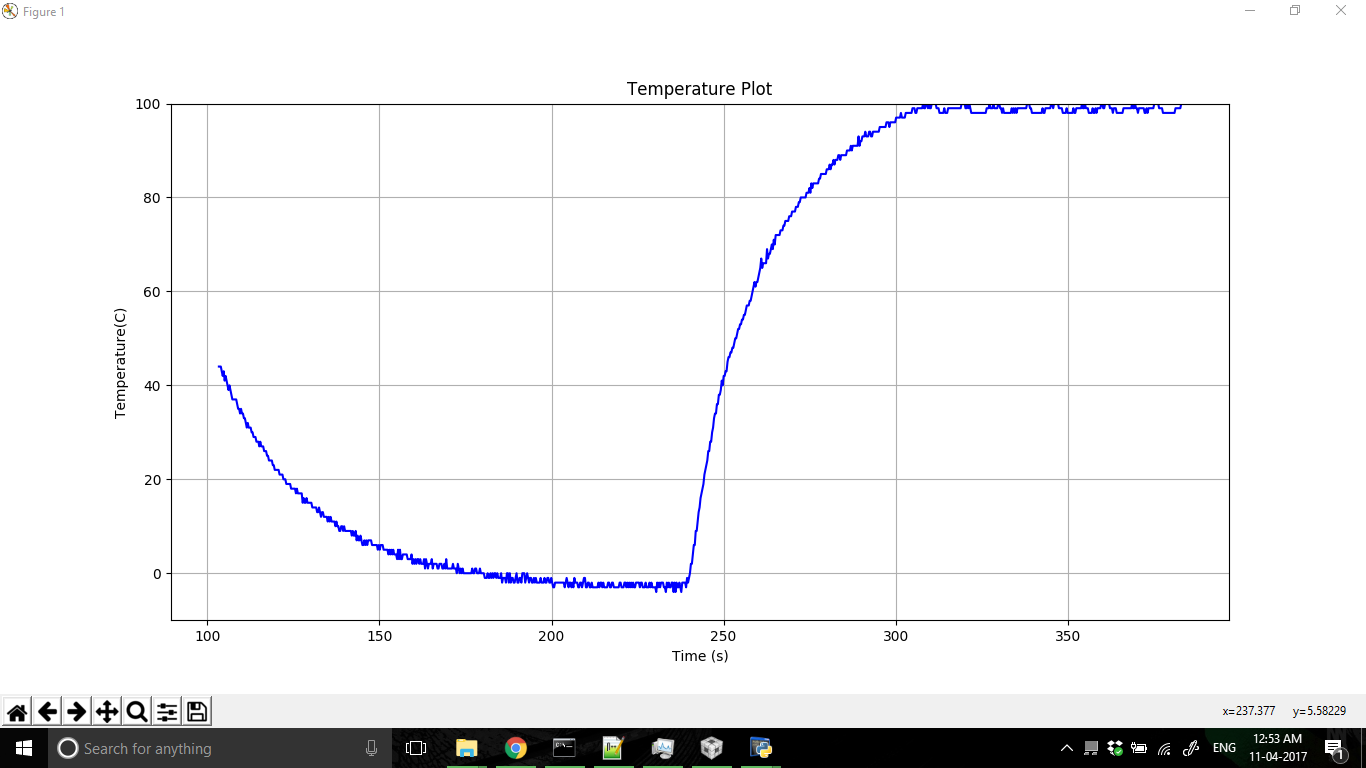 Figure 1
Temperature Plot
100
80
60
40
20
0
Temperature(C)
100 150 200 250 300 350
Time (s)
x=237.377 y=5.58229
Search for anything
ENG
12:53 AM
11-04-2017
1